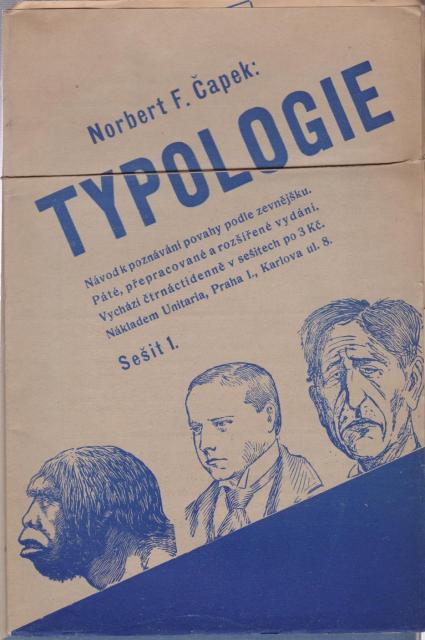 Norbert F. Čapek:
TYPOLOGIE
Návod k poznávání povahy podle zevnějšku.
Páté, přepracované a rozšířené vydání.
Vychází čtrnáctidenně v sešitech po 3 Kč.
Nákladem Unitaria, Praha I., Karlova ul. 8.
Sešit 1.